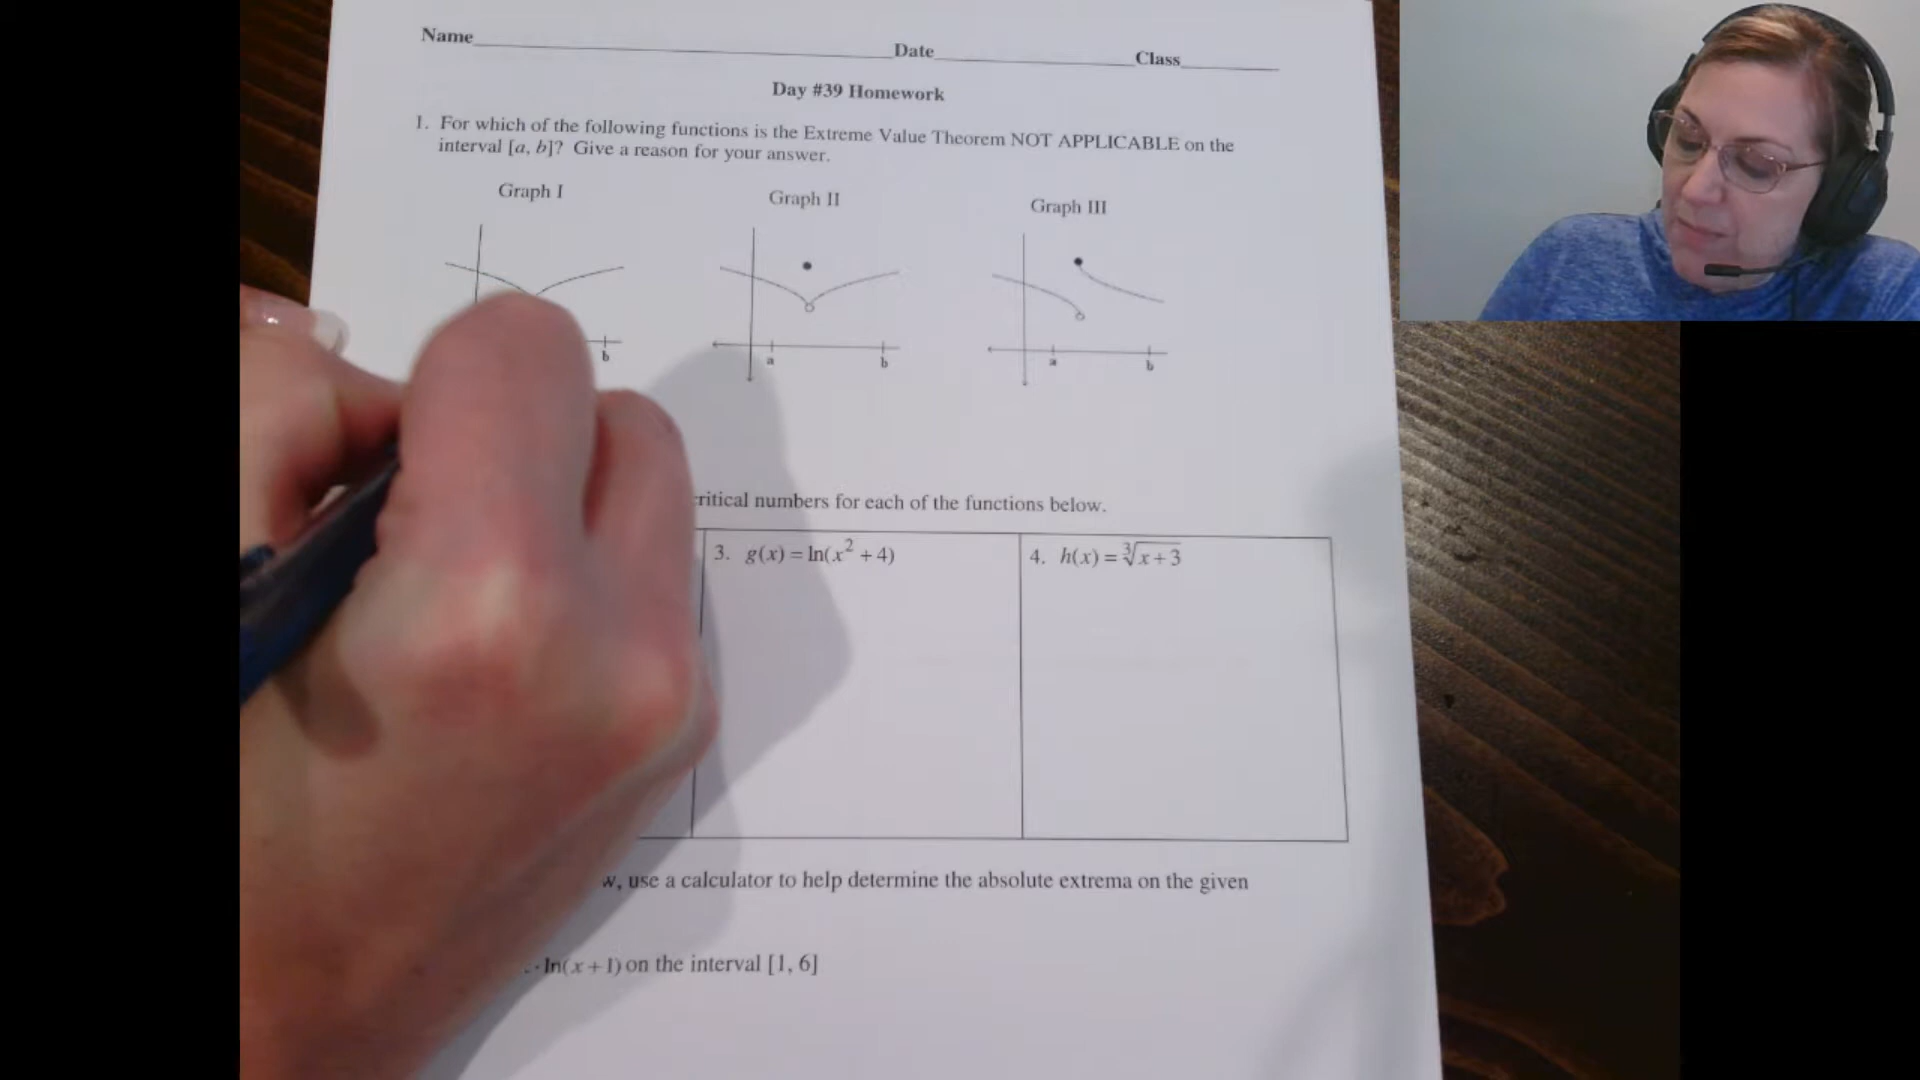 Name Date Class
Day #39 Homework
1. For which of the following functions is the Extreme Value Theorem NOT APPLICABLE on the
interval [a, b]? Give a reason for your answer.
Graph I Graph II Graph III
b a b a b
critical numbers for each of the functions below.
3. g(x) = ln(x² + 4) 4. h(x) = ∛(x+3)
, use a calculator to help determine the absolute extrema on the given
ln(x+1) on the interval [1, 6]